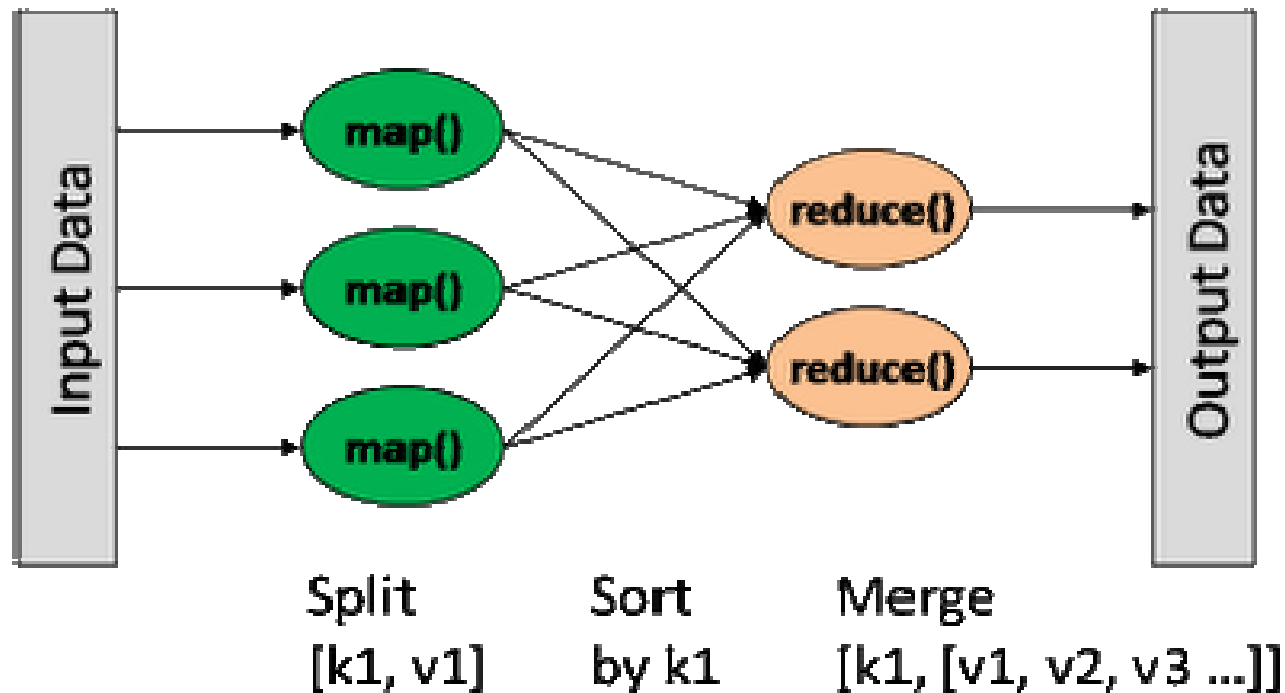 Input Data
map()
map()
map()
reduce()
reduce()
Output Data
Split
[k1, v1]
Sort
by k1
Merge
[k1, [v1, v2, v3 ...]]